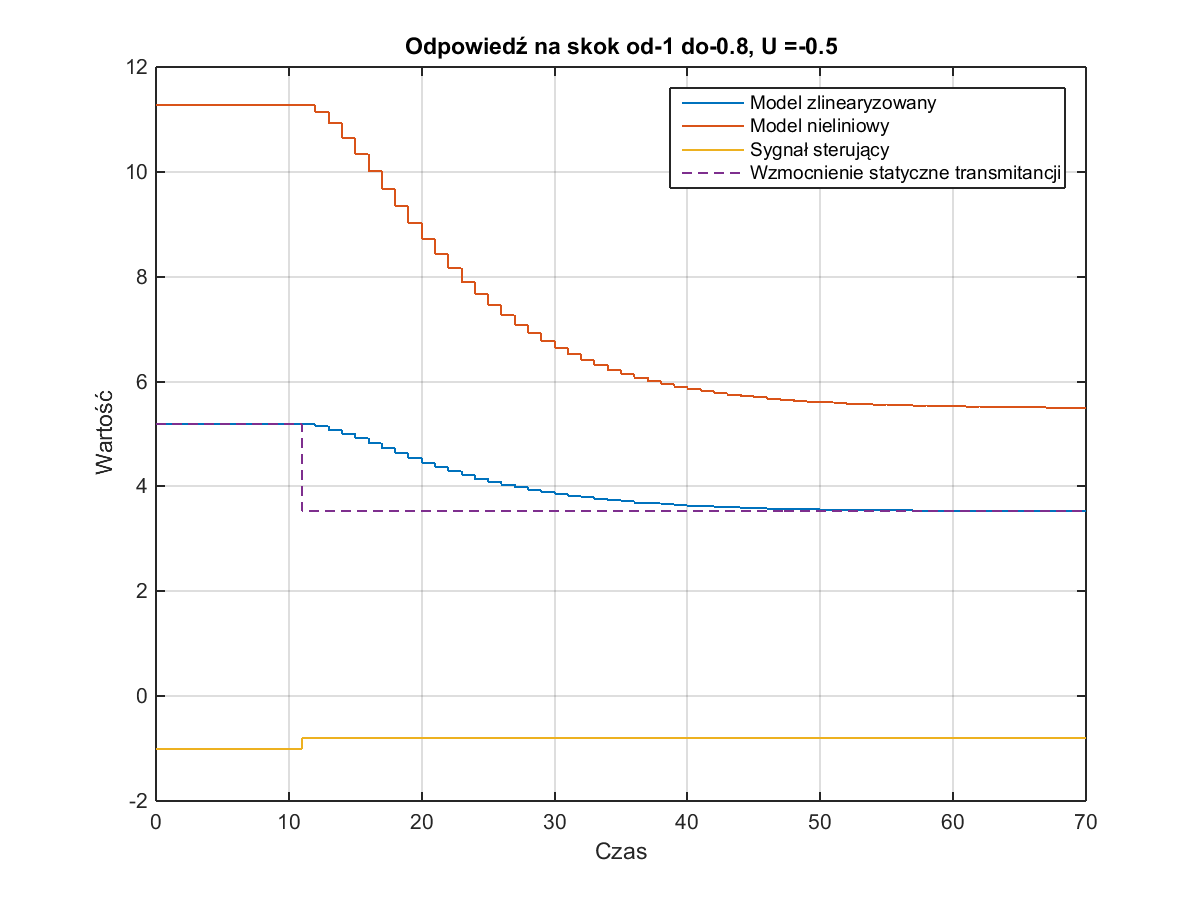 Odpowiedź na skok od-1 do-0.8, U =-0.5
12
10
8
6
4
2
0
-2
Wartość
Model zlinearyzowany
Model nieliniowy
Sygnał sterujący
Wzmocnienie statyczne transmitancji
0 10 20 30 40 50 60 70
Czas